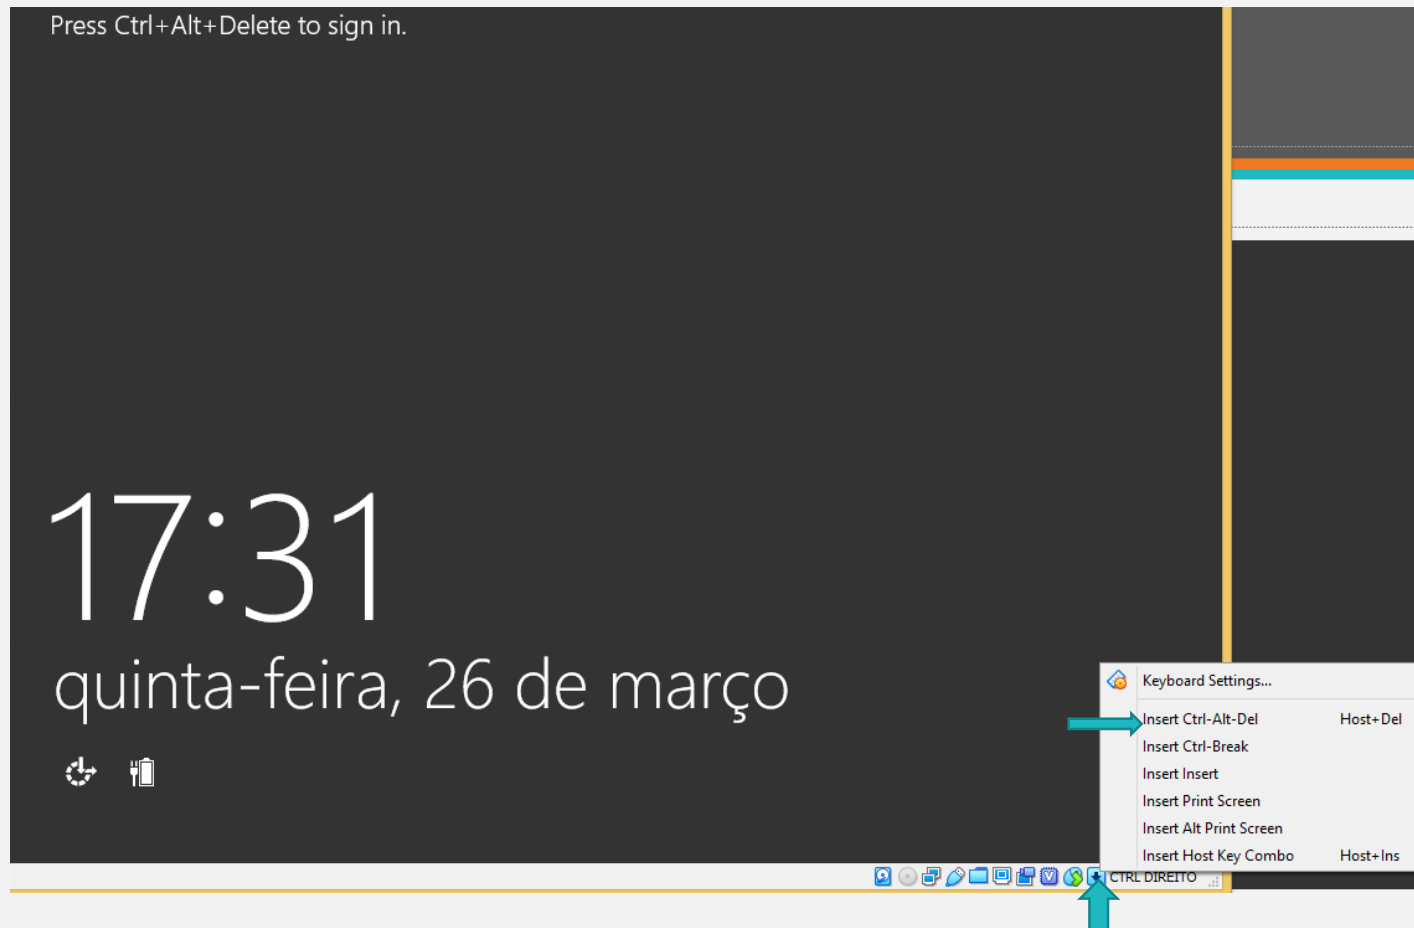 Press Ctrl+Alt+Delete to sign in.
17:31
quinta-feira, 26 de março
Keyboard Settings...
Insert Ctrl-Alt-Del Host+Del
Insert Ctrl-Break
Insert Insert
Insert Print Screen
Insert Alt Print Screen
Insert Host Key Combo Host+Ins
CTRL DIREITO